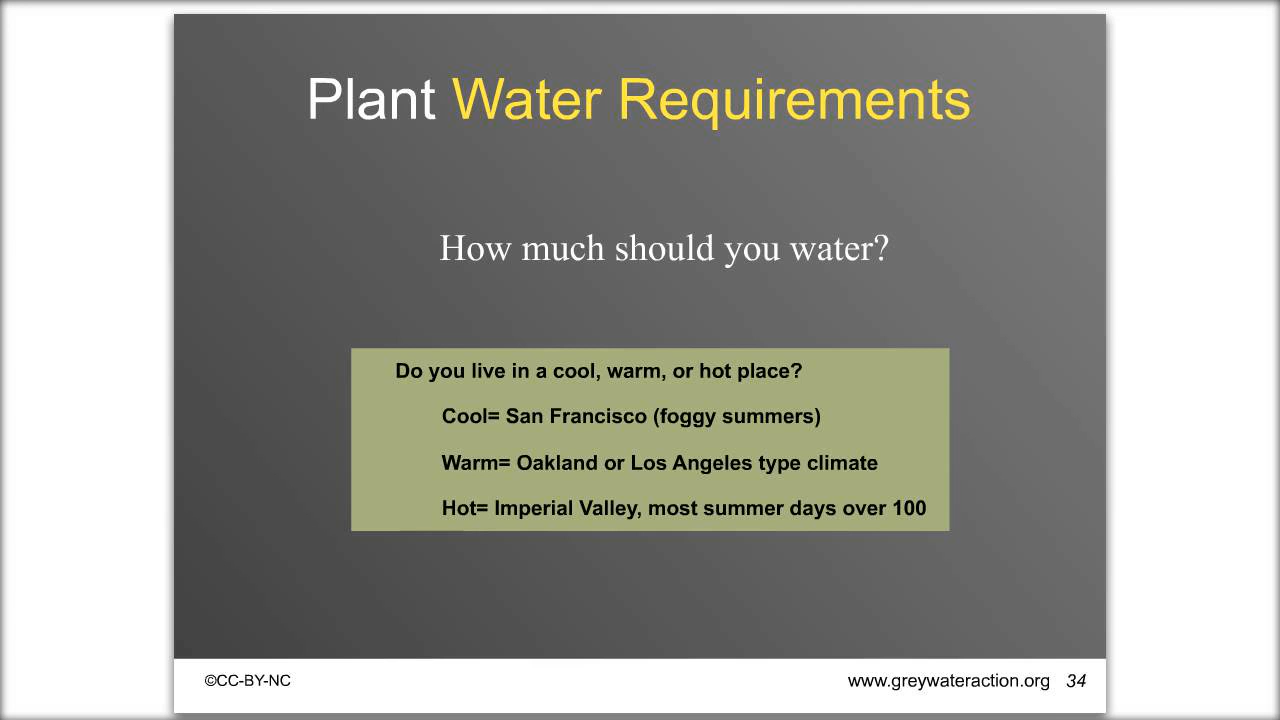 Plant Water Requirements
How much should you water?
Do you live in a cool, warm, or hot place?
Cool= San Francisco (foggy summers)
Warm= Oakland or Los Angeles type climate
Hot= Imperial Valley, most summer days over 100
©CC-BY-NC
www.greywateraction.org 34